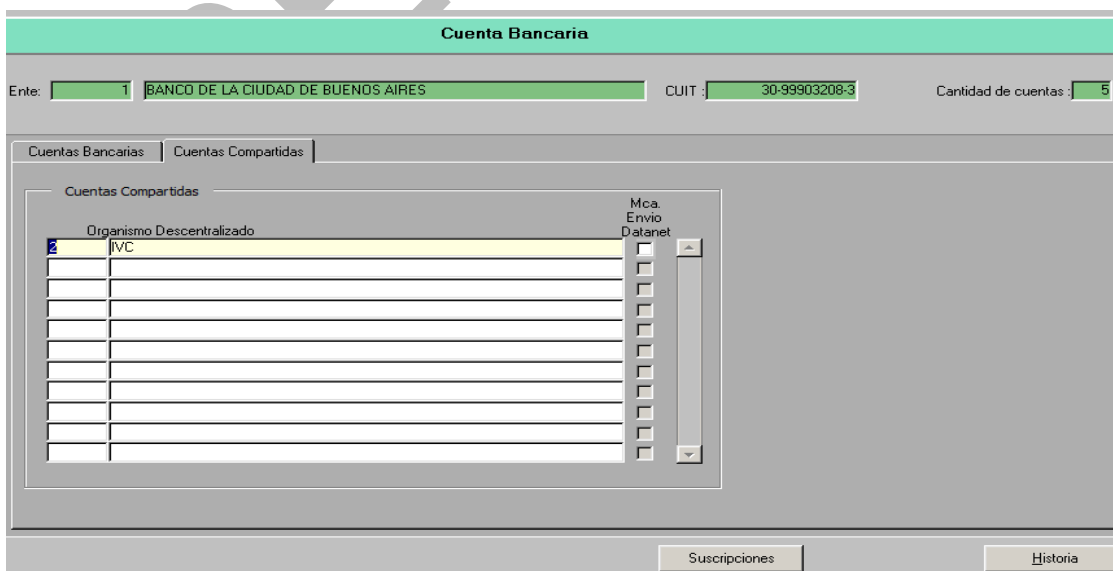 Cuenta Bancaria
Ente: 1 BANCO DE LA CIUDAD DE BUENOS AIRES CUIT : 30-99903208-3 Cantidad de cuentas : 5
Cuentas Bancarias Cuentas Compartidas
Cuentas Compartidas
Mca.
Envio
Organismo Descentralizado Datanet
2 IVC
Suscripciones Historia